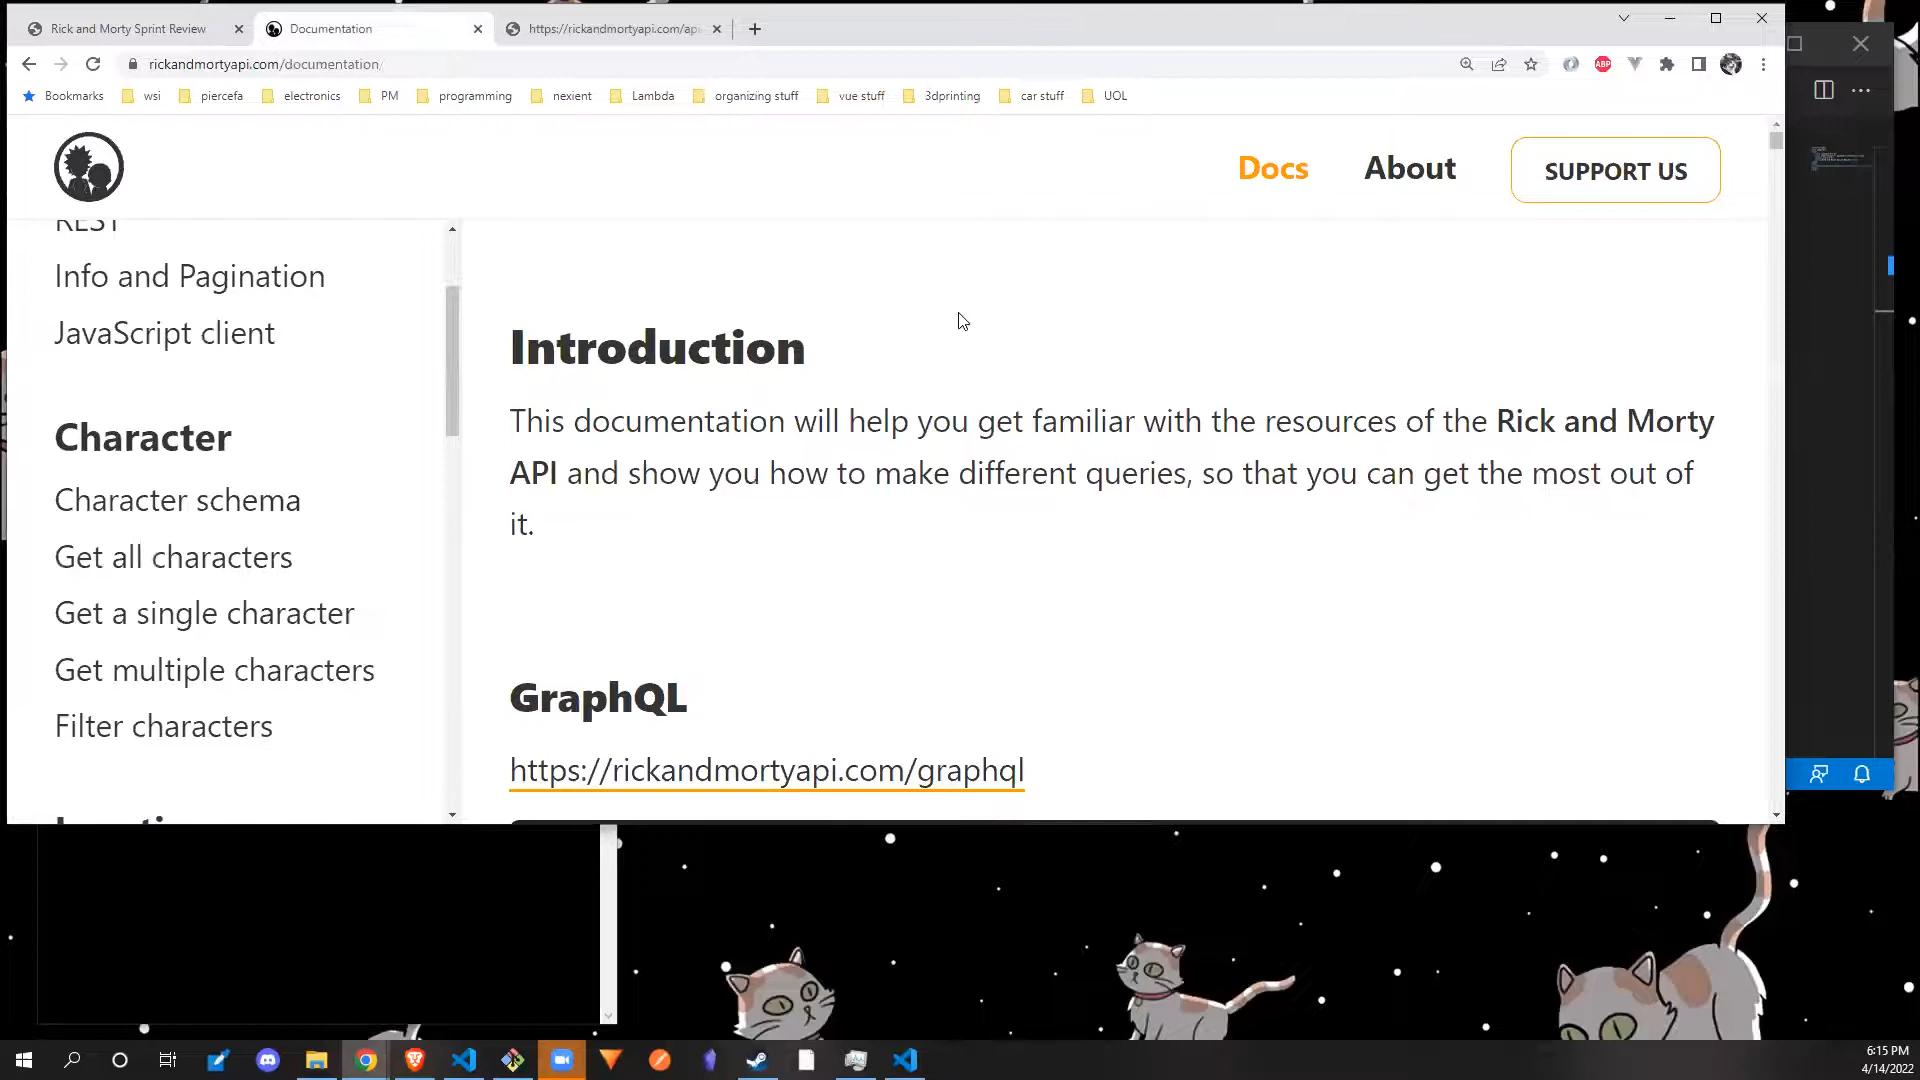 Rick and Morty Sprint Review
Documentation
https://rickandmortyapi.com/ap
rickandmortyapi.com/documentation
ABP
Bookmarks
wsi
piercefa
electronics
PM
programming
nexient
Lambda
organizing stuff
vue stuff
3dprinting
car stuff
UOL
Docs
About
SUPPORT US
REST
Info and Pagination
JavaScript client
Character
Character schema
Get all characters
Get a single character
Get multiple characters
Filter characters
Introduction
This documentation will help you get familiar with the resources of the Rick and Morty
API and show you how to make different queries, so that you can get the most out of
it.
GraphQL
https://rickandmortyapi.com/graphql
6:15 PM
4/14/2022